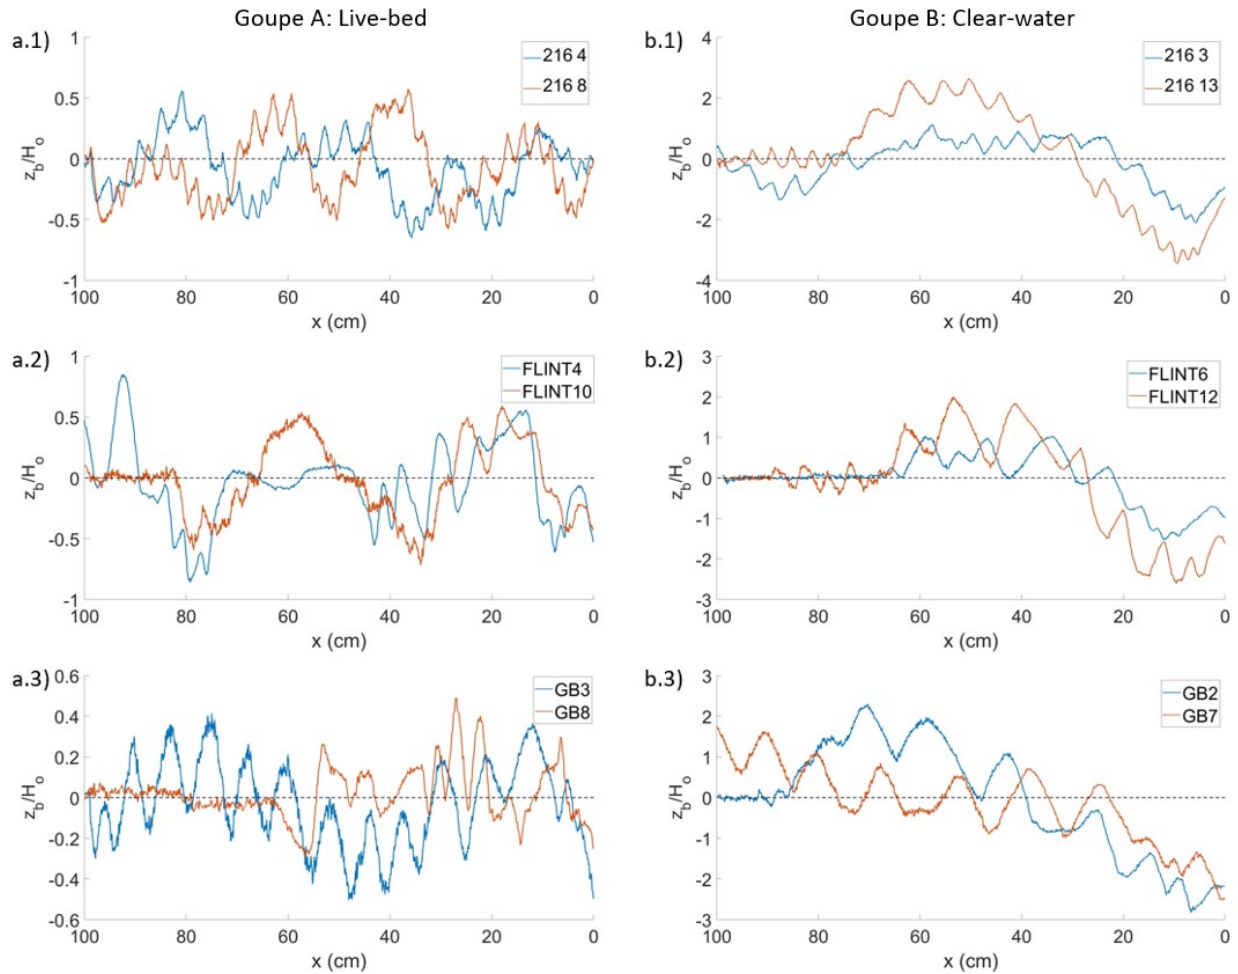 Goupe A: Live-bed
Goupe B: Clear-water
a.1)
1
0.5
0
-0.5
-1
z_b/H_o
216 4
216 8
100 80 60 40 20 0
x (cm)
b.1)
4
2
0
-2
-4
z_b/H_o
216 3
216 13
100 80 60 40 20 0
x (cm)
a.2)
1
0.5
0
-0.5
-1
z_b/H_o
FLINT4
FLINT10
100 80 60 40 20 0
x (cm)
b.2)
3
2
1
0
-1
-2
-3
z_b/H_o
FLINT6
FLINT12
100 80 60 40 20 0
x (cm)
a.3)
0.6
0.4
0.2
0
-0.2
-0.4
-0.6
z_b/H_o
GB3
GB8
100 80 60 40 20 0
x (cm)
b.3)
3
2
1
0
-1
-2
-3
z_b/H_o
GB2
GB7
100 80 60 40 20 0
x (cm)